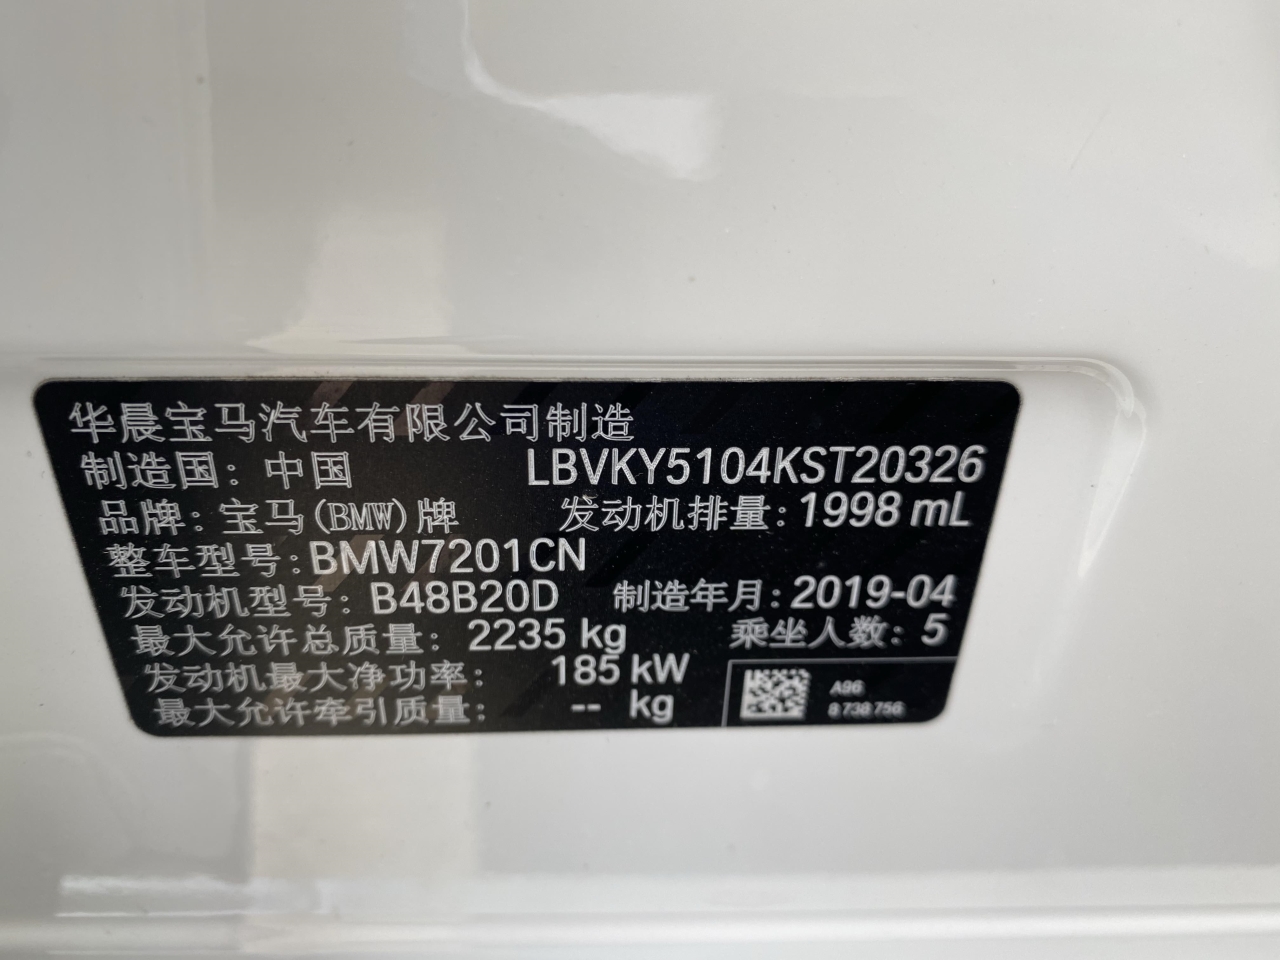 华晨宝马汽车有限公司制造
制造国：中国 LBVKY5104KST20326
品牌：宝马(BMW)牌 发动机排量：1998 mL
整车型号：BMW7201CN
发动机型号：B48B20D 制造年月：2019-04
最大允许总质量：2235 kg 乘坐人数：5
发动机最大净功率：185 kW
最大允许牵引质量：-- kg
A96
8 738 756